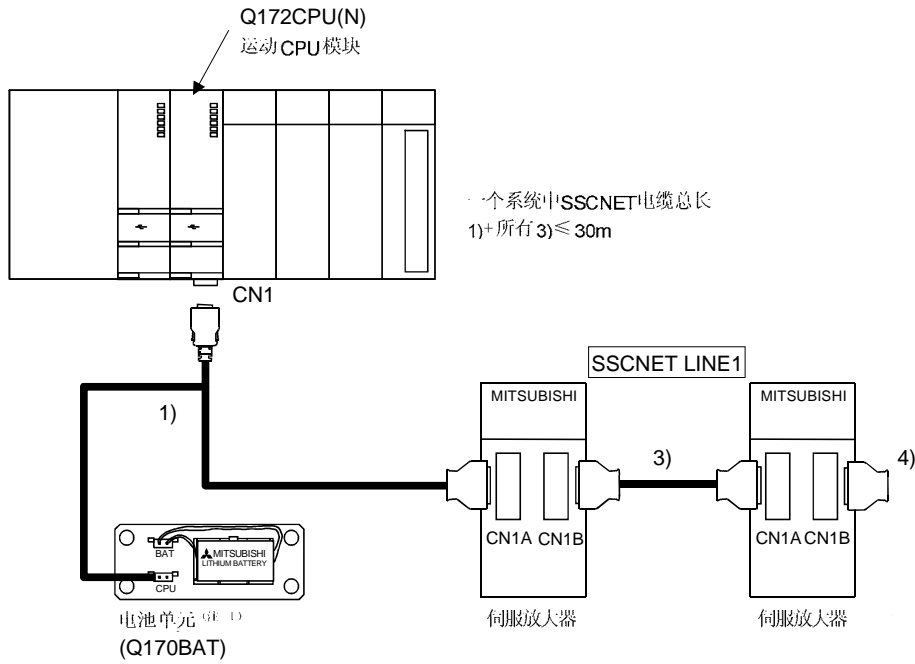 Q172CPU(N)
运动CPU模块
一个系统中SSCNET电缆总长
1)+所有3)≤30m
CN1
SSCNET LINE1
MITSUBISHI
MITSUBISHI
1)
3)
4)
CN1A CN1B
CN1A CN1B
BAT
MITSUBISHI
LITHIUM BATTERY
CPU
电池单元(注-1)
(Q170BAT)
伺服放大器
伺服放大器